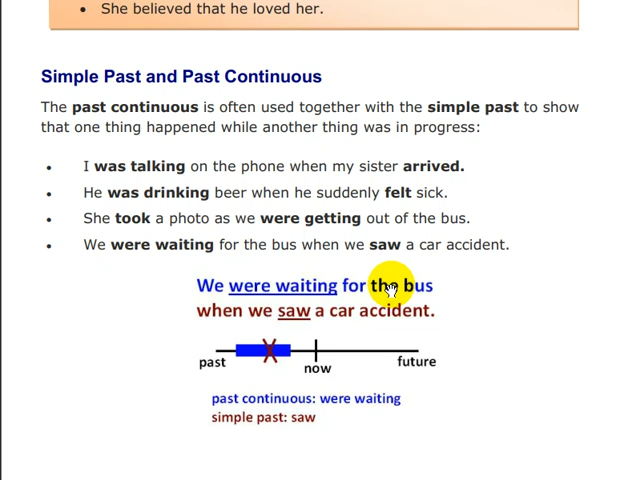 She believed that he loved her.
Simple Past and Past Continuous
The past continuous is often used together with the simple past to show
that one thing happened while another thing was in progress:
I was talking on the phone when my sister arrived.
He was drinking beer when he suddenly felt sick.
She took a photo as we were getting out of the bus.
We were waiting for the bus when we saw a car accident.
We were waiting for the bus
when we saw a car accident.
past now future
past continuous: were waiting
simple past: saw